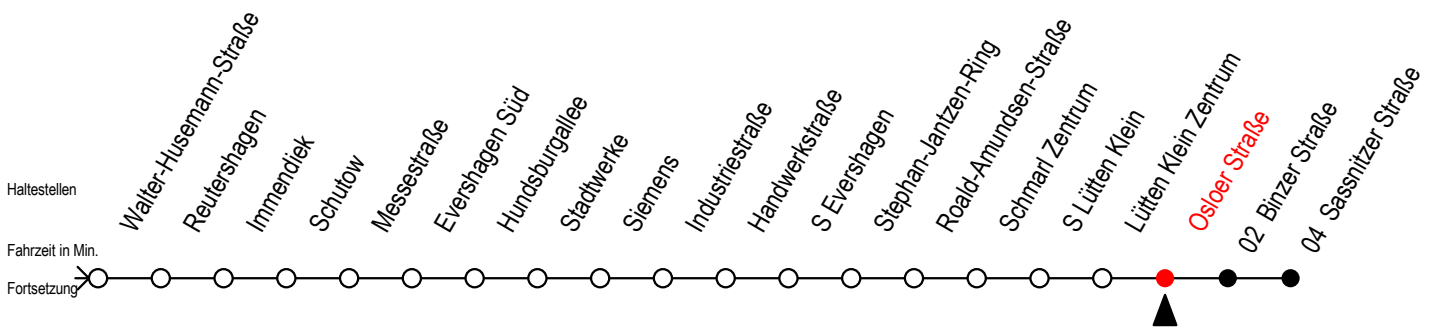 Haltestellen
Fahrzeit in Min.
Fortsetzung
Walter-Husemann-Straße
Reutershagen
Immendiek
Schutow
Messestraße
Evershagen Süd
Hundsburgallee
Stadtwerke
Siemens
Industriestraße
Handwerkstraße
S Evershagen
Stephan-Jantzen-Ring
Roald-Amundsen-Straße
Schmarl Zentrum
S Lütten Klein
Lütten Klein Zentrum
Osloer Straße
02 Binzer Straße
04 Sassnitzer Straße